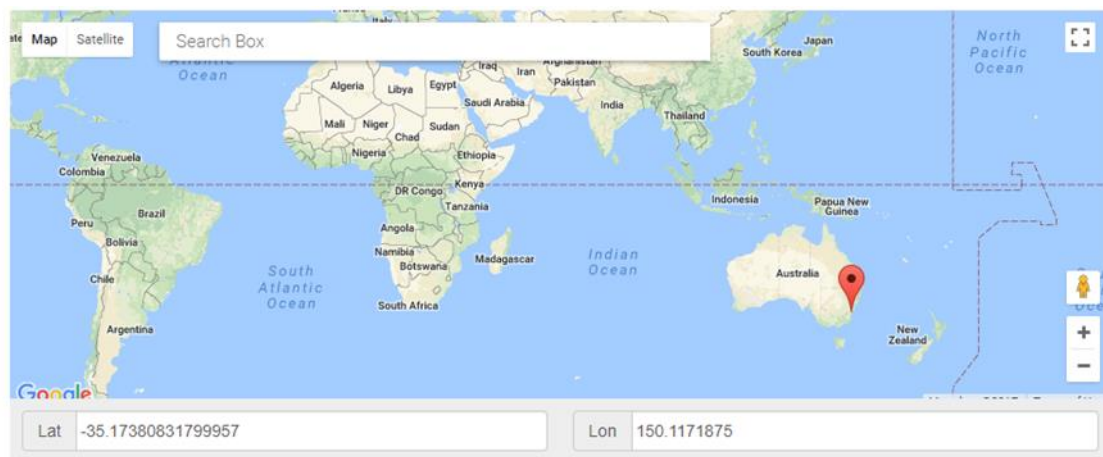 Map
Satellite
Search Box
Italy
Atlantic
Ocean
Algeria
Libya
Egypt
Iraq
Iran
Afghanistan
Pakistan
Saudi Arabia
India
South Korea
Japan
North
Pacific
Ocean
Mali
Niger
Chad
Sudan
Thailand
Nigeria
Ethiopia
Venezuela
Colombia
DR Congo
Kenya
Tanzania
Indonesia
Papua New
Guinea
Brazil
Peru
Bolivia
Angola
Namibia
Botswana
Madagascar
Indian
Ocean
Australia
Chile
South
Atlantic
Ocean
South Africa
Argentina
New
Zealand
Google
Lat
-35.17380831799957
Lon
150.1171875